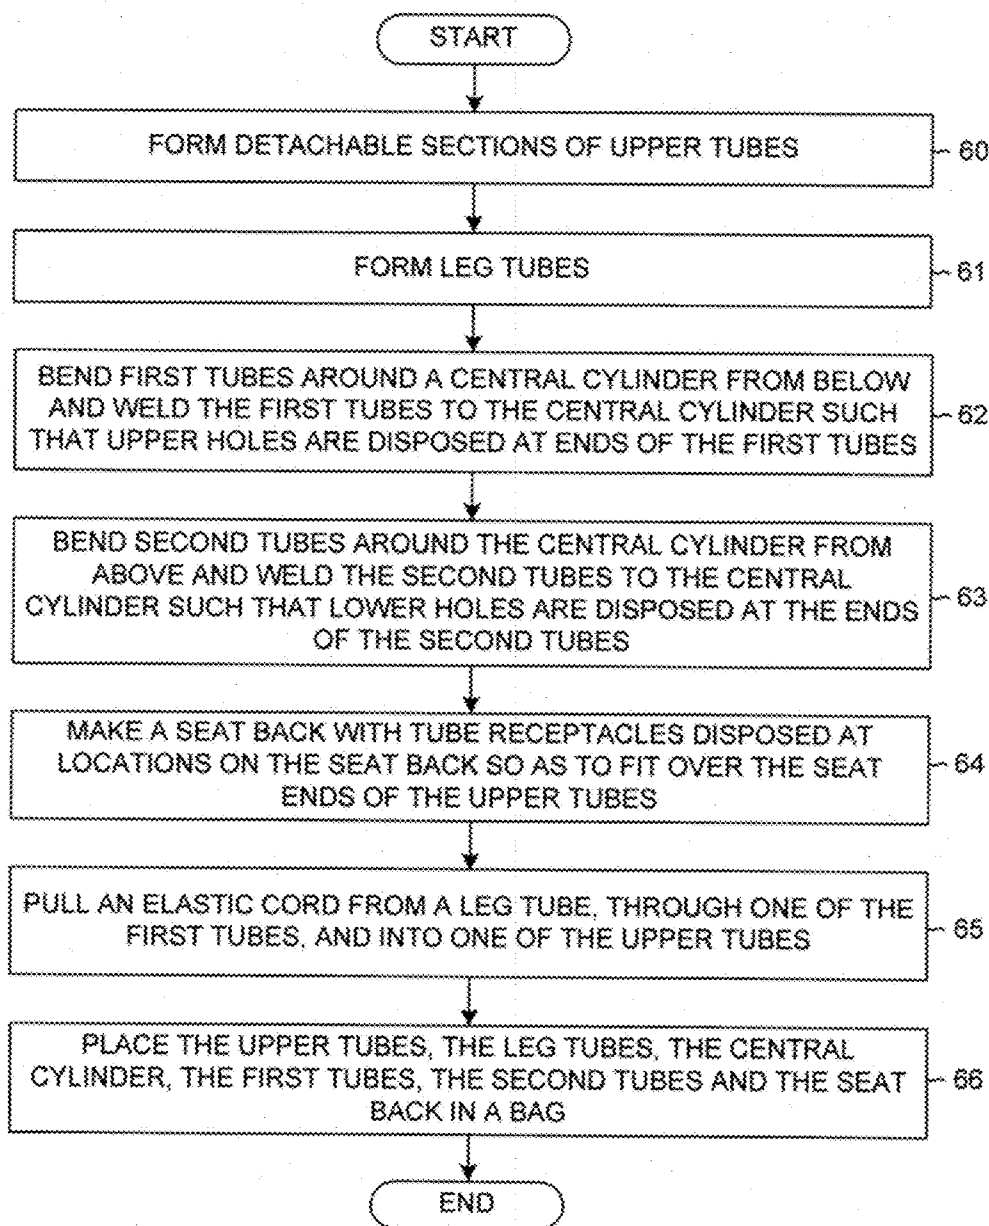 START
FORM DETACHABLE SECTIONS OF UPPER TUBES
60
FORM LEG TUBES
61
BEND FIRST TUBES AROUND A CENTRAL CYLINDER FROM BELOW
AND WELD THE FIRST TUBES TO THE CENTRAL CYLINDER SUCH
THAT UPPER HOLES ARE DISPOSED AT ENDS OF THE FIRST TUBES
62
BEND SECOND TUBES AROUND THE CENTRAL CYLINDER FROM
ABOVE AND WELD THE SECOND TUBES TO THE CENTRAL
CYLINDER SUCH THAT LOWER HOLES ARE DISPOSED AT THE ENDS
OF THE SECOND TUBES
63
MAKE A SEAT BACK WITH TUBE RECEPTACLES DISPOSED AT
LOCATIONS ON THE SEAT BACK SO AS TO FIT OVER THE SEAT
ENDS OF THE UPPER TUBES
64
PULL AN ELASTIC CORD FROM A LEG TUBE, THROUGH ONE OF THE
FIRST TUBES, AND INTO ONE OF THE UPPER TUBES
65
PLACE THE UPPER TUBES, THE LEG TUBES, THE CENTRAL
CYLINDER, THE FIRST TUBES, THE SECOND TUBES AND THE SEAT
BACK IN A BAG
66
END